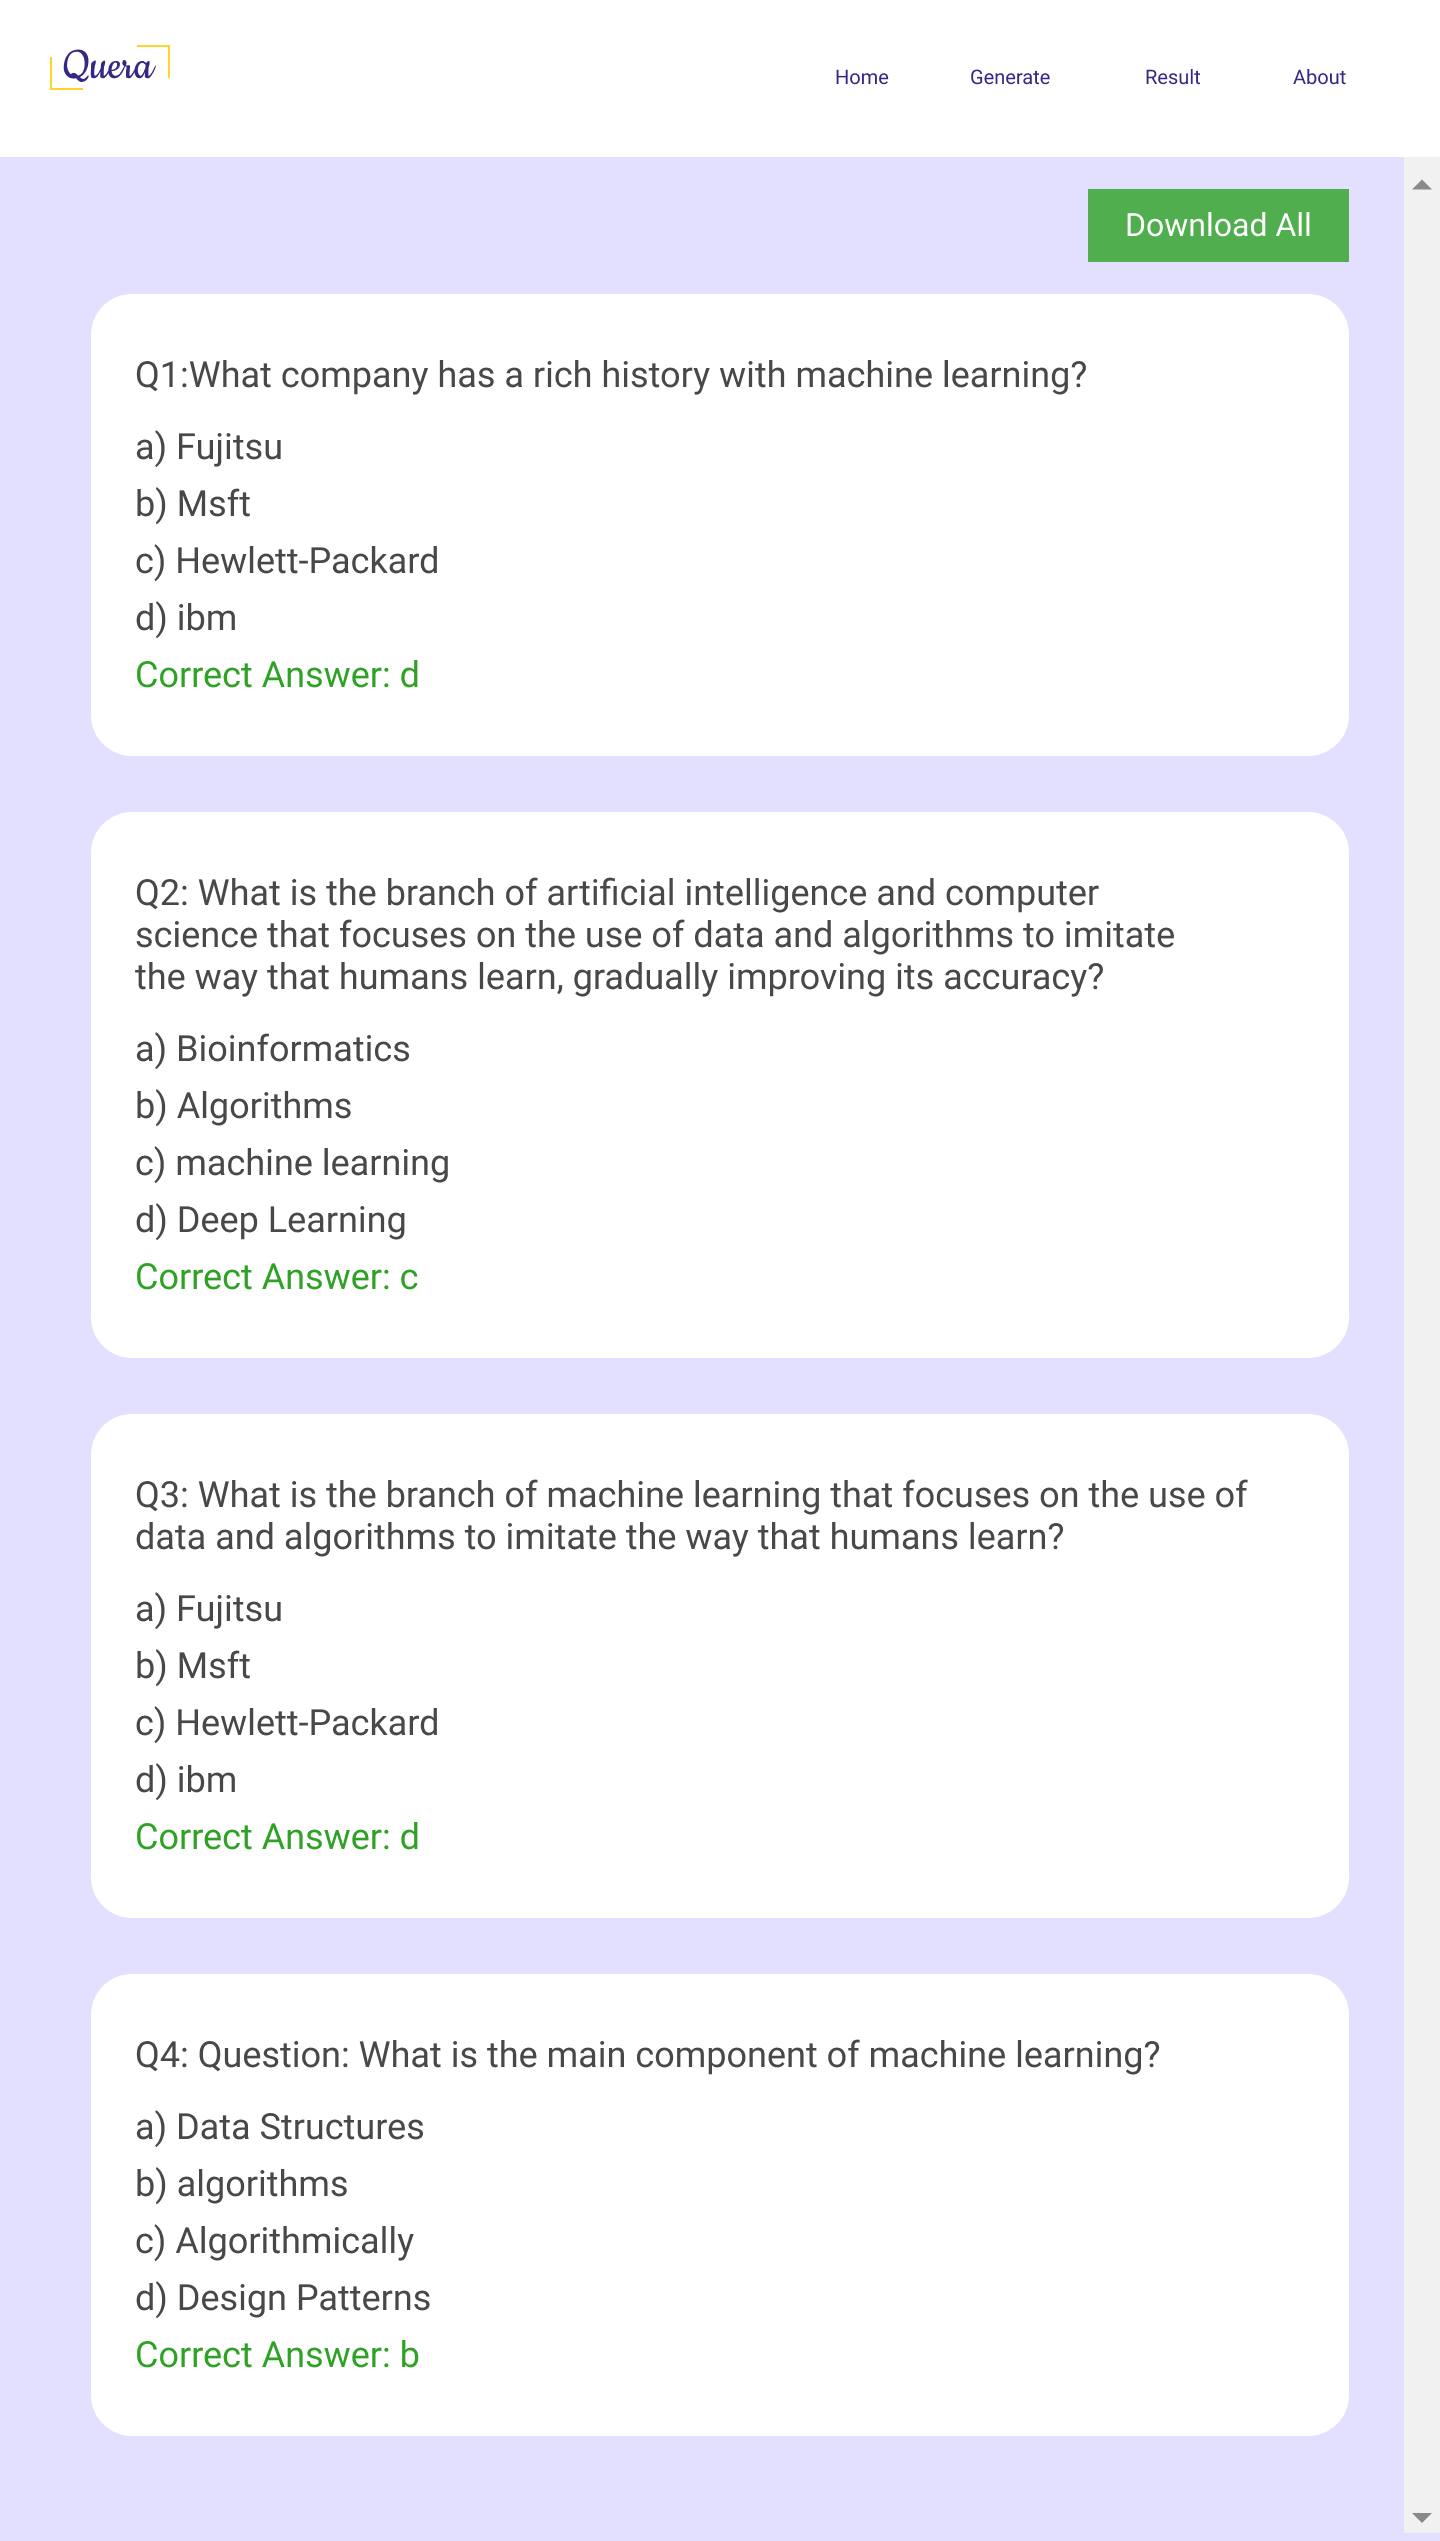 Quera
Home Generate Result About
Download All
Q1:What company has a rich history with machine learning?
a) Fujitsu
b) Msft
c) Hewlett-Packard
d) ibm
Correct Answer: d
Q2: What is the branch of artificial intelligence and computer
science that focuses on the use of data and algorithms to imitate
the way that humans learn, gradually improving its accuracy?
a) Bioinformatics
b) Algorithms
c) machine learning
d) Deep Learning
Correct Answer: c
Q3: What is the branch of machine learning that focuses on the use of
data and algorithms to imitate the way that humans learn?
a) Fujitsu
b) Msft
c) Hewlett-Packard
d) ibm
Correct Answer: d
Q4: Question: What is the main component of machine learning?
a) Data Structures
b) algorithms
c) Algorithmically
d) Design Patterns
Correct Answer: b